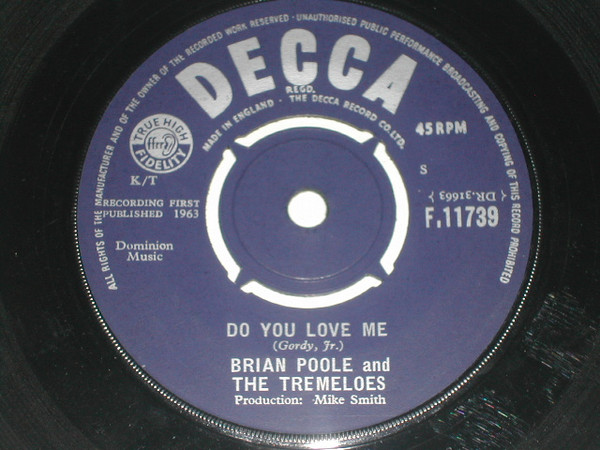 ALL RIGHTS OF THE MANUFACTURER AND OF THE OWNER OF THE RECORDED WORK RESERVED · UNAUTHORISED PUBLIC PERFORMANCE BROADCASTING AND COPYING OF THIS RECORD PROHIBITED
DECCA
REGD.
MADE IN ENGLAND · THE DECCA RECORD CO. LTD.
45 RPM
TRUE HIGH
ffrr
FIDELITY
K/T
S
RECORDING FIRST
PUBLISHED 1963
(DR.31663)
F.11739
Dominion
Music
DO YOU LOVE ME
(Gordy, Jr.)
BRIAN POOLE and
THE TREMELOES
Production: Mike Smith